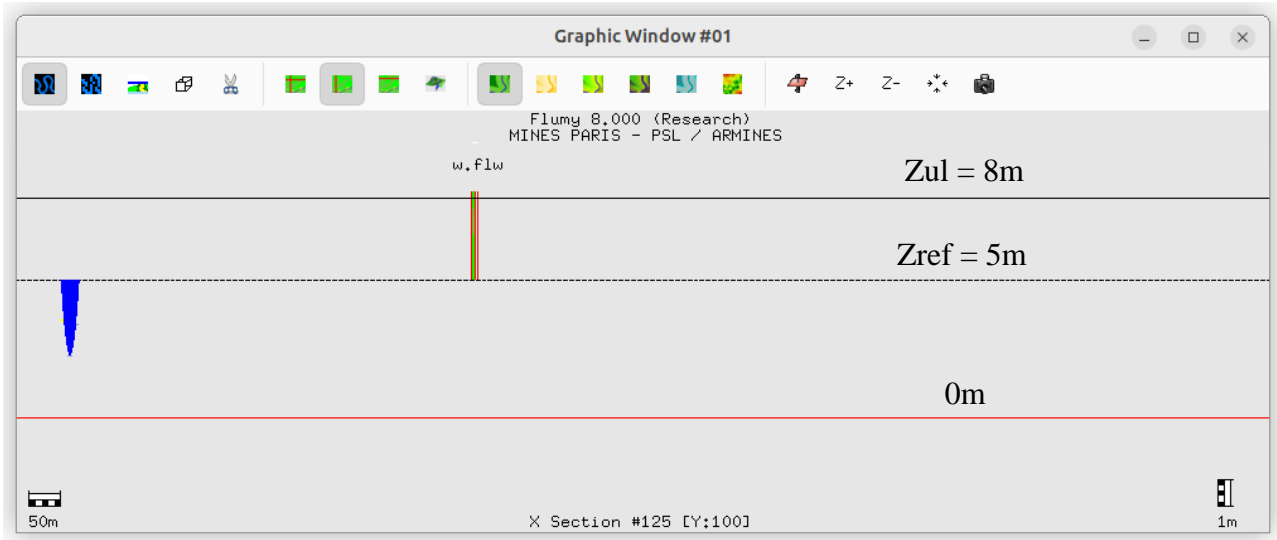 Graphic Window #01
Z+ Z-
Flumy 8.000 (Research)
MINES PARIS - PSL / ARMINES
w.flw
Zul = 8m
Zref = 5m
0m
50m
X Section #125 [Y:100]
1m